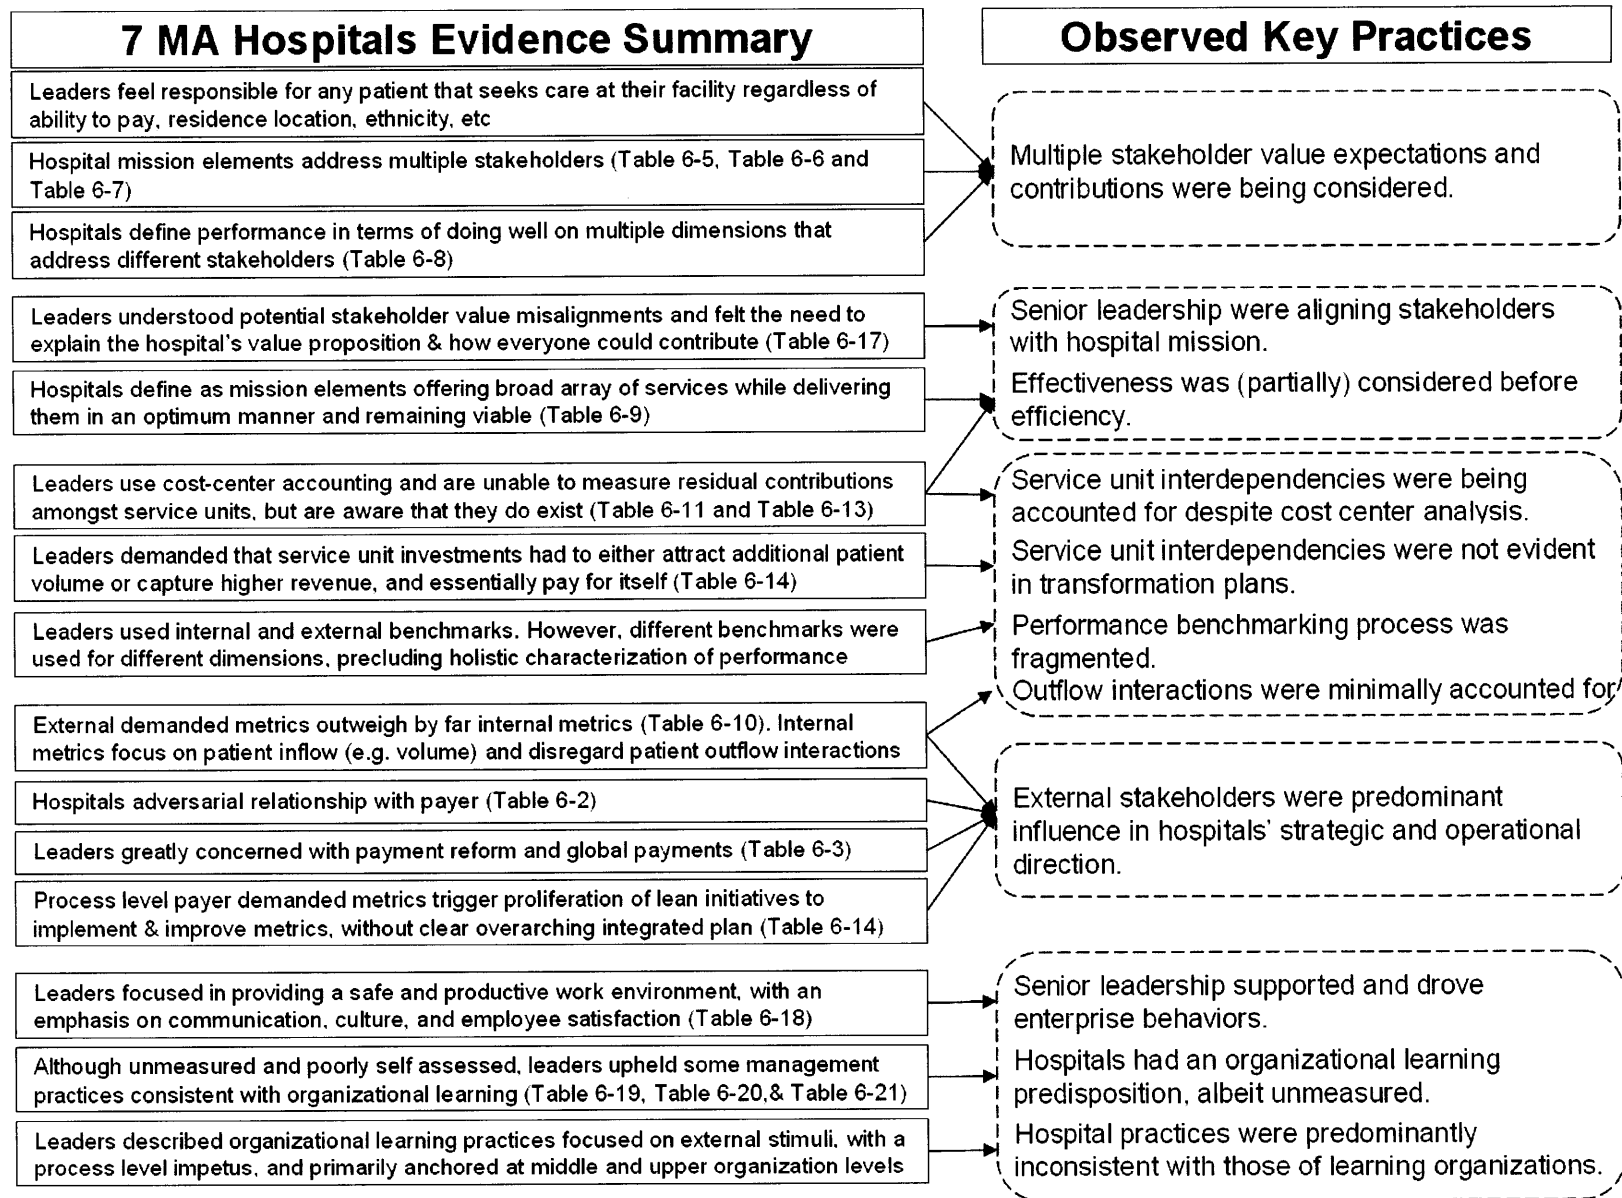 7 MA Hospitals Evidence Summary
Leaders feel responsible for any patient that seeks care at their facility regardless of
ability to pay, residence location, ethnicity, etc
Hospital mission elements address multiple stakeholders (Table 6-5, Table 6-6 and
Table 6-7)
Hospitals define performance in terms of doing well on multiple dimensions that
address different stakeholders (Table 6-8)
Leaders understood potential stakeholder value misalignments and felt the need to
explain the hospital's value proposition & how everyone could contribute (Table 6-17)
Hospitals define as mission elements offering broad array of services while delivering
them in an optimum manner and remaining viable (Table 6-9)
Leaders use cost-center accounting and are unable to measure residual contributions
amongst service units, but are aware that they do exist (Table 6-11 and Table 6-13)
Leaders demanded that service unit investments had to either attract additional patient
volume or capture higher revenue, and essentially pay for itself (Table 6-14)
Leaders used internal and external benchmarks. However, different benchmarks were
used for different dimensions, precluding holistic characterization of performance
External demanded metrics outweigh by far internal metrics (Table 6-10). Internal
metrics focus on patient inflow (e.g. volume) and disregard patient outflow interactions
Hospitals adversarial relationship with payer (Table 6-2)
Leaders greatly concerned with payment reform and global payments (Table 6-3)
Process level payer demanded metrics trigger proliferation of lean initiatives to
implement & improve metrics, without clear overarching integrated plan (Table 6-14)
Leaders focused in providing a safe and productive work environment, with an
emphasis on communication, culture, and employee satisfaction (Table 6-18)
Although unmeasured and poorly self assessed, leaders upheld some management
practices consistent with organizational learning (Table 6-19, Table 6-20,& Table 6-21)
Leaders described organizational learning practices focused on external stimuli, with a
process level impetus, and primarily anchored at middle and upper organization levels
Observed Key Practices
Multiple stakeholder value expectations and
contributions were being considered.
Senior leadership were aligning stakeholders
with hospital mission.
Effectiveness was (partially) considered before
efficiency.
Service unit interdependencies were being
accounted for despite cost center analysis.
Service unit interdependencies were not evident
in transformation plans.
Performance benchmarking process was
fragmented.
Outflow interactions were minimally accounted for
External stakeholders were predominant
influence in hospitals' strategic and operational
direction.
Senior leadership supported and drove
enterprise behaviors.
Hospitals had an organizational learning
predisposition, albeit unmeasured.
Hospital practices were predominantly
inconsistent with those of learning organizations.